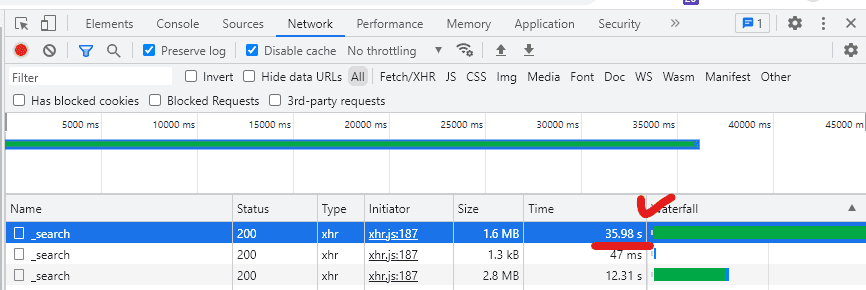 Elements Console Sources Network Performance Memory Application Security » 1
Preserve log Disable cache No throttling
Filter Invert Hide data URLs All Fetch/XHR JS CSS Img Media Font Doc WS Wasm Manifest Other
Has blocked cookies Blocked Requests 3rd-party requests
5000 ms 10000 ms 15000 ms 20000 ms 25000 ms 30000 ms 35000 ms 40000 ms 45000 m
Name Status Type Initiator Size Time
_search 200 xhr xhr.js:187 1.6 MB 35.98 s
_search 200 xhr xhr.js:187 1.3 kB 47 ms
_search 200 xhr xhr.js:187 2.8 MB 12.31 s